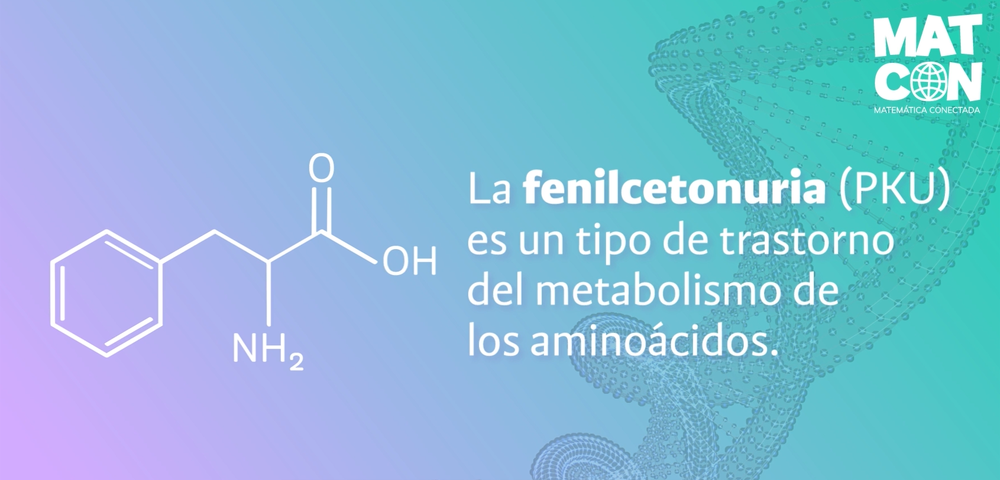 MAT
CON
MATEMÁTICA CONECTADA
O
OH
NH₂
La fenilcetonuria (PKU)
es un tipo de trastorno
del metabolismo de
los aminoácidos.